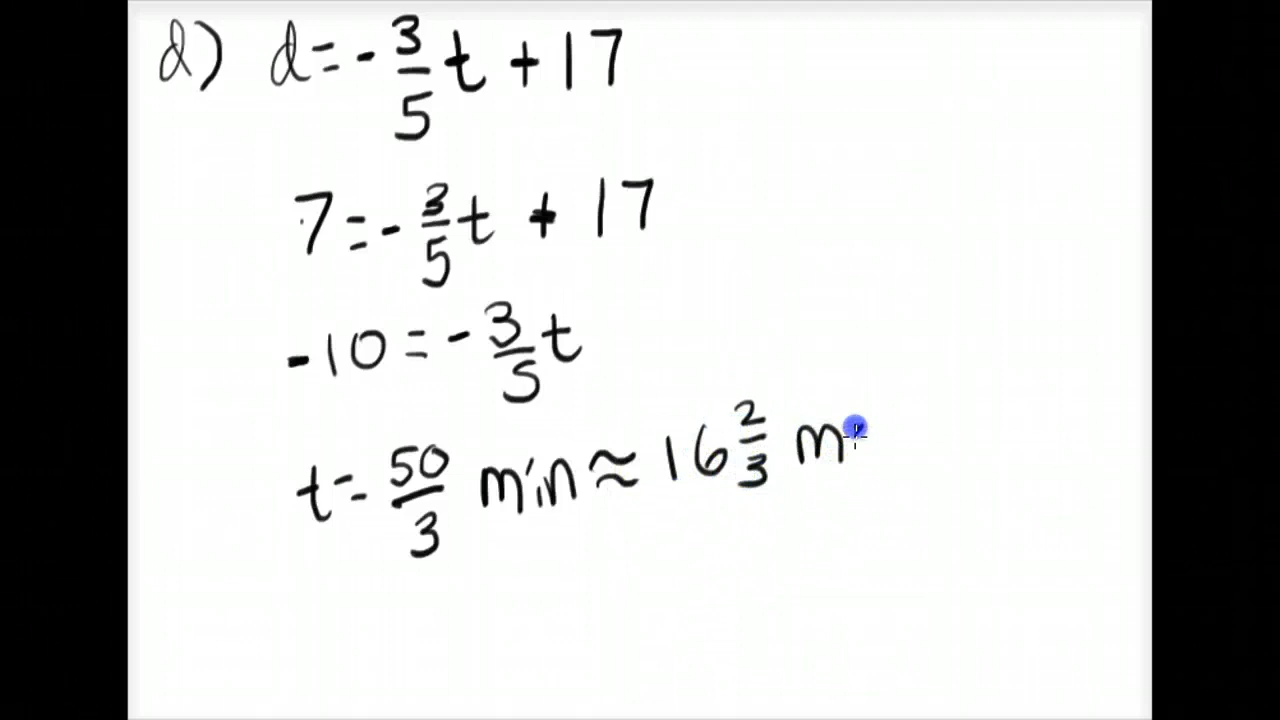 d) d = -3/5 t + 17
7 = -3/5 t + 17
-10 = -3/5 t
t = 50/3 min ≈ 16 2/3 m